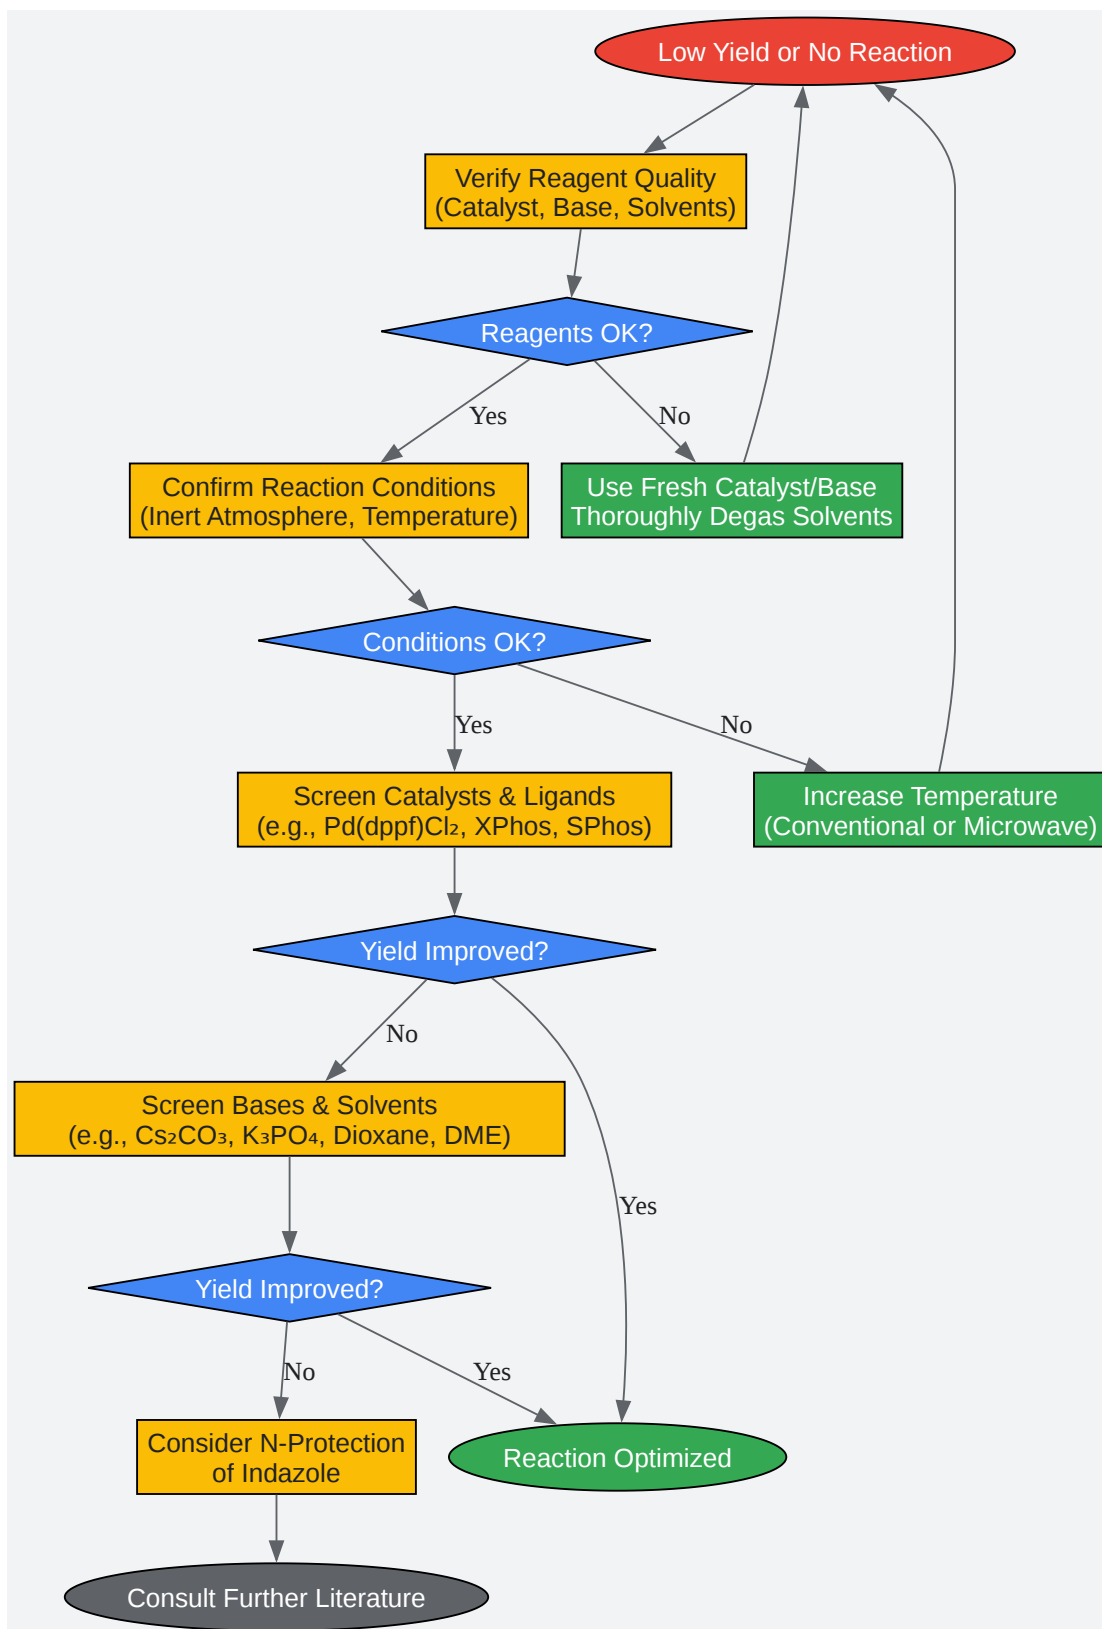 Low Yield or No Reaction
Verify Reagent Quality
(Catalyst, Base, Solvents)
Reagents OK?
Yes
No
Confirm Reaction Conditions
(Inert Atmosphere, Temperature)
Use Fresh Catalyst/Base
Thoroughly Degas Solvents
Conditions OK?
Yes
No
Screen Catalysts & Ligands
(e.g., Pd(dppf)Cl₂, XPhos, SPhos)
Increase Temperature
(Conventional or Microwave)
Yield Improved?
No
Screen Bases & Solvents
(e.g., Cs₂CO₃, K₃PO₄, Dioxane, DME)
Yes
Yield Improved?
No
Yes
Consider N-Protection
of Indazole
Reaction Optimized
Consult Further Literature